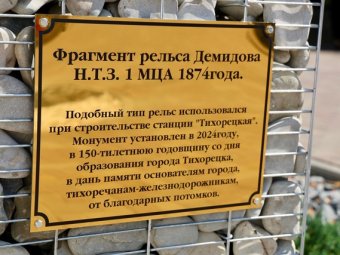 Фрагмент рельса Демидова
Н.Т.З. 1 МЦА 1874года.
Подобный тип рельс использовался
при строительстве станции "Тихорецкая".
Монумент установлен в 2024году,
в 150-тилетнюю годовщину со дня
образования города Тихорецка,
в дань памяти основателям города,
тихоречанам-железнодорожникам,
от благодарных потомков.